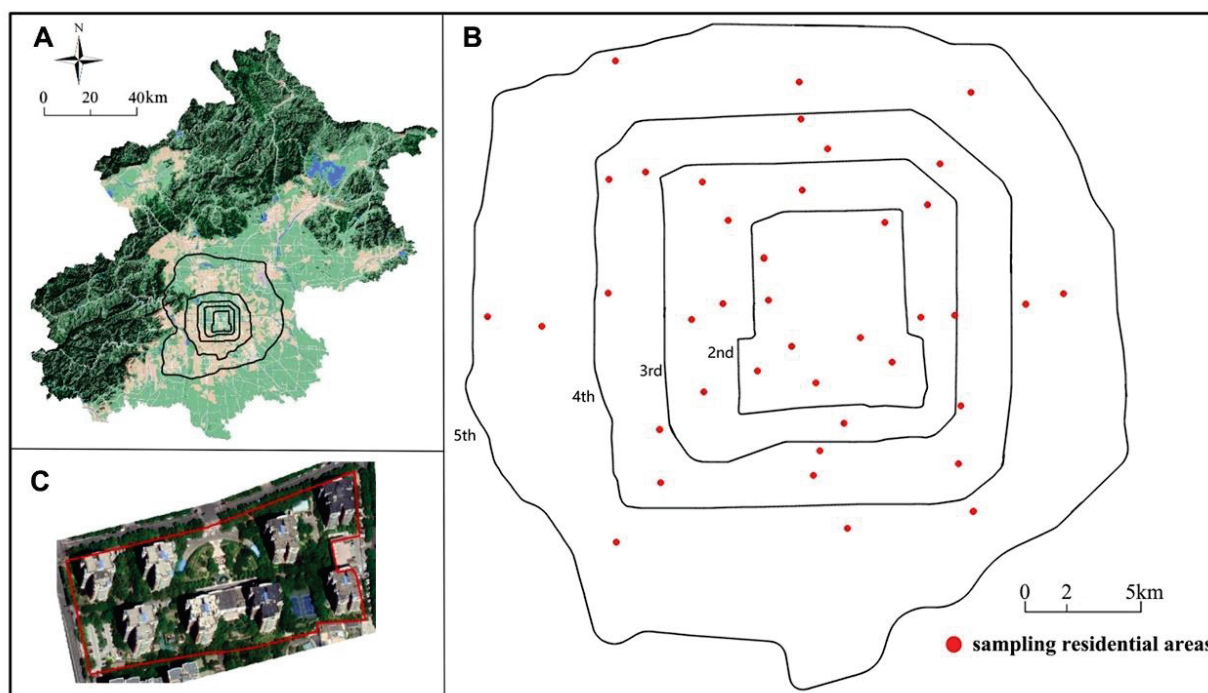 A
N
0 20 40km
B
2nd
3rd
4th
5th
C
0 2 5km
sampling residential areas